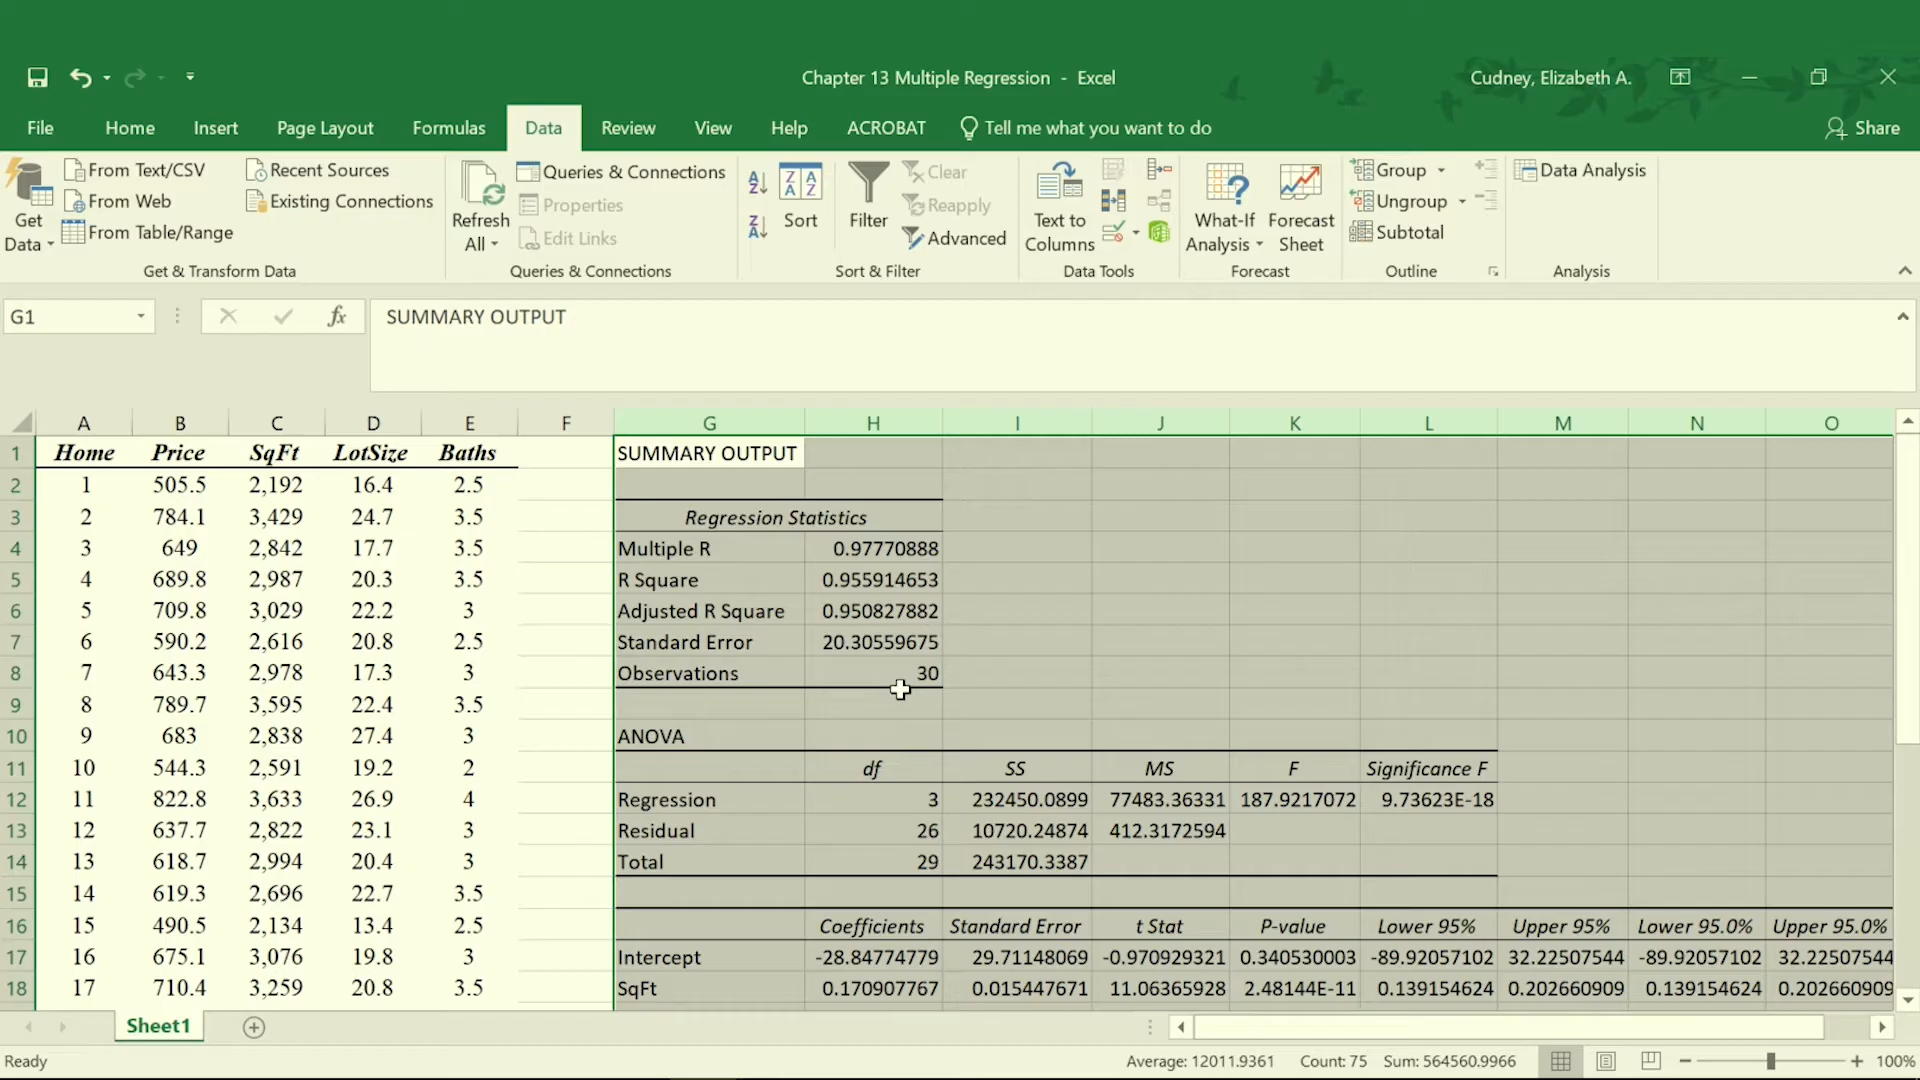 Chapter 13 Multiple Regression - Excel
Cudney, Elizabeth A.
File Home Insert Page Layout Formulas Data Review View Help ACROBAT Tell me what you want to do Share
Get Data
From Text/CSV
From Web
From Table/Range
Recent Sources
Existing Connections
Get & Transform Data
Refresh All
Queries & Connections
Properties
Edit Links
Queries & Connections
Sort
Filter
Clear
Reapply
Advanced
Sort & Filter
Text to Columns
Data Tools
What-If Analysis
Forecast Sheet
Forecast
Group
Ungroup
Subtotal
Outline
Data Analysis
Analysis
G1 fx SUMMARY OUTPUT
A B C D E F G H I J K L M N O
1 Home Price SqFt LotSize Baths SUMMARY OUTPUT
2 1 505.5 2,192 16.4 2.5
3 2 784.1 3,429 24.7 3.5 Regression Statistics
4 3 649 2,842 17.7 3.5 Multiple R 0.97770888
5 4 689.8 2,987 20.3 3.5 R Square 0.955914653
6 5 709.8 3,029 22.2 3 Adjusted R Square 0.950827882
7 6 590.2 2,616 20.8 2.5 Standard Error 20.30559675
8 7 643.3 2,978 17.3 3 Observations 30
9 8 789.7 3,595 22.4 3.5
10 9 683 2,838 27.4 3 ANOVA
11 10 544.3 2,591 19.2 2 df SS MS F Significance F
12 11 822.8 3,633 26.9 4 Regression 3 232450.0899 77483.36331 187.9217072 9.73623E-18
13 12 637.7 2,822 23.1 3 Residual 26 10720.24874 412.3172594
14 13 618.7 2,994 20.4 3 Total 29 243170.3387
15 14 619.3 2,696 22.7 3.5
16 15 490.5 2,134 13.4 2.5 Coefficients Standard Error t Stat P-value Lower 95% Upper 95% Lower 95.0% Upper 95.0%
17 16 675.1 3,076 19.8 3 Intercept -28.84774779 29.71148069 -0.970929321 0.340530003 -89.92057102 32.22507544 -89.92057102 32.22507544
18 17 710.4 3,259 20.8 3.5 SqFt 0.170907767 0.015447671 11.06365928 2.48144E-11 0.139154624 0.202660909 0.139154624 0.202660909
Sheet1
Ready Average: 12011.9361 Count: 75 Sum: 564560.9966 100%